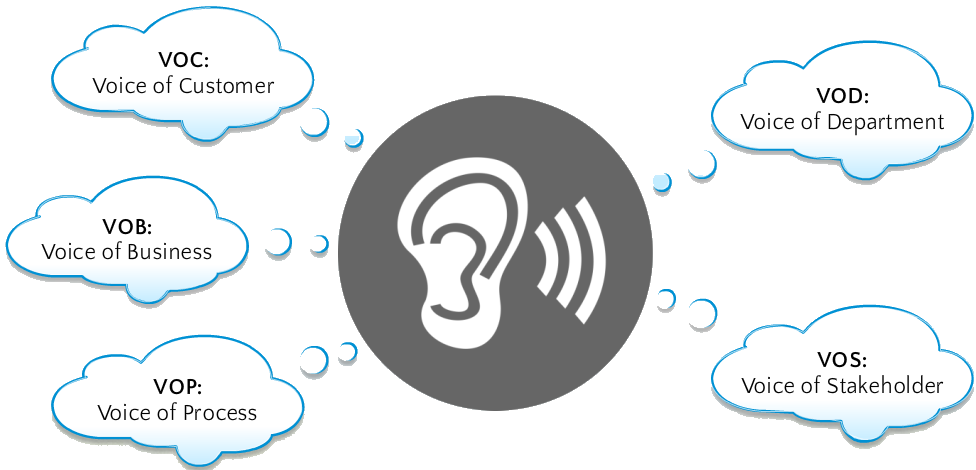 VOC:
Voice of Customer
VOB:
Voice of Business
VOP:
Voice of Process
VOD:
Voice of Department
VOS:
Voice of Stakeholder